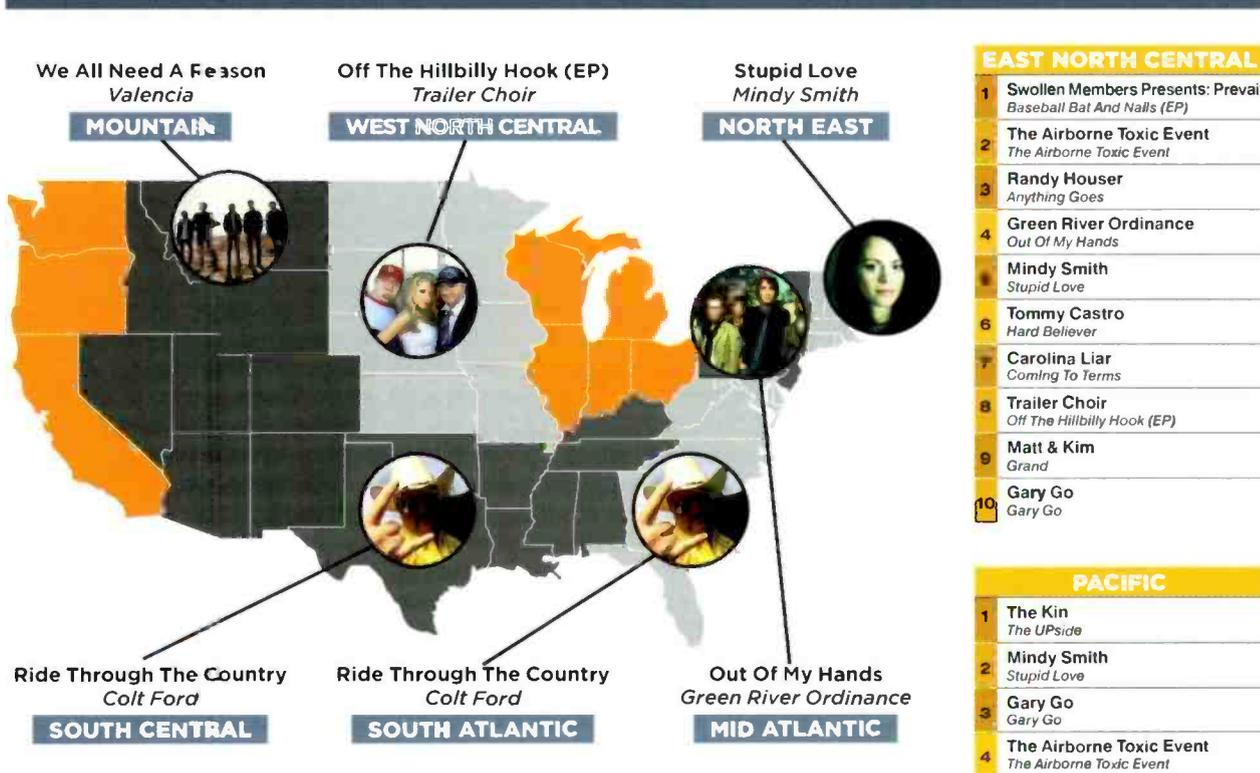 We All Need A Reason
Valencia
MOUNTAIN
Off The Hillbilly Hook (EP)
Trailer Choir
WEST NORTH CENTRAL
Stupid Love
Mindy Smith
NORTH EAST
Ride Through The Country
Colt Ford
SOUTH CENTRAL
Ride Through The Country
Colt Ford
SOUTH ATLANTIC
Out Of My Hands
Green River Ordinance
MID ATLANTIC
EAST NORTH CENTRAL
1 Swollen Members Presents: Prevai
Baseball Bat And Nails (EP)
2 The Airborne Toxic Event
The Airborne Toxic Event
3 Randy Houser
Anything Goes
4 Green River Ordinance
Out Of My Hands
Mindy Smith
Stupid Love
6 Tommy Castro
Hard Believer
7 Carolina Liar
Coming To Terms
8 Trailer Choir
Off The Hillbilly Hook (EP)
9 Matt & Kim
Grand
10 Gary Go
Gary Go
PACIFIC
1 The Kin
The UPside
2 Mindy Smith
Stupid Love
3 Gary Go
Gary Go
4 The Airborne Toxic Event
The Airborne Toxic Event